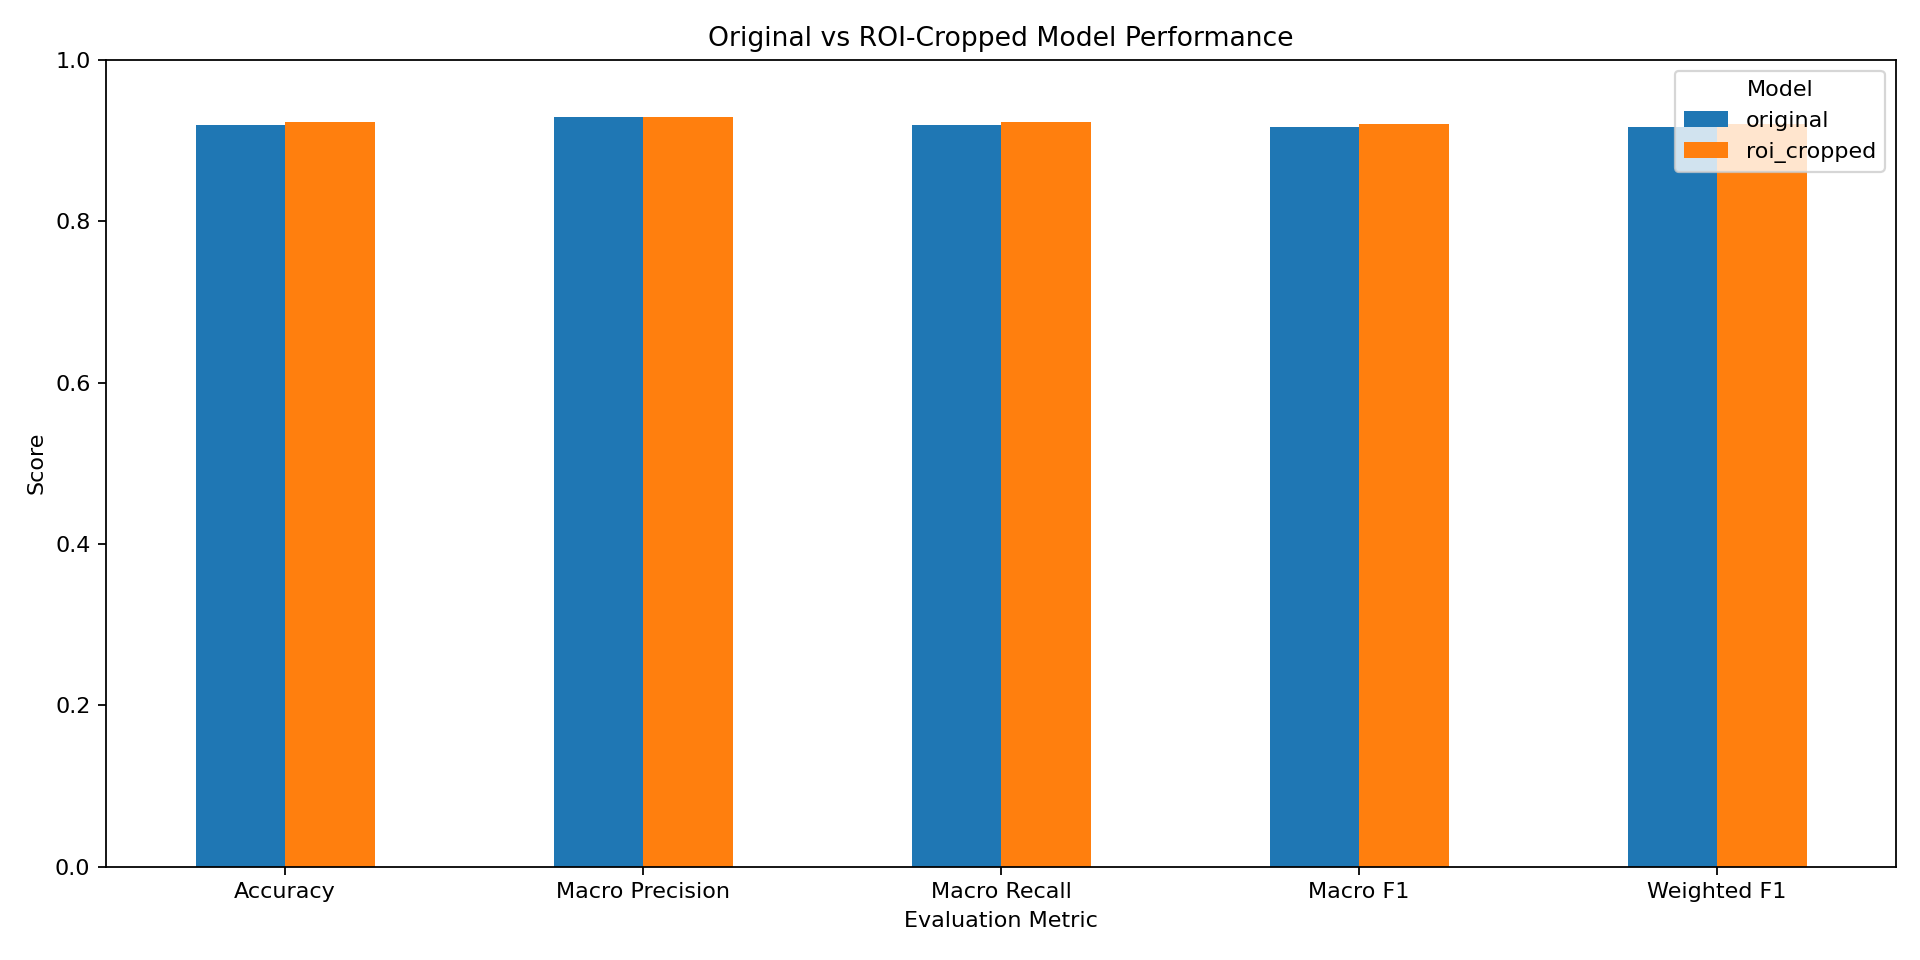 Original vs ROI-Cropped Model Performance
1.0
0.8
0.6
0.4
0.2
0.0
Score
Model
original
roi_cropped
Accuracy
Macro Precision
Macro Recall
Macro F1
Weighted F1
Evaluation Metric